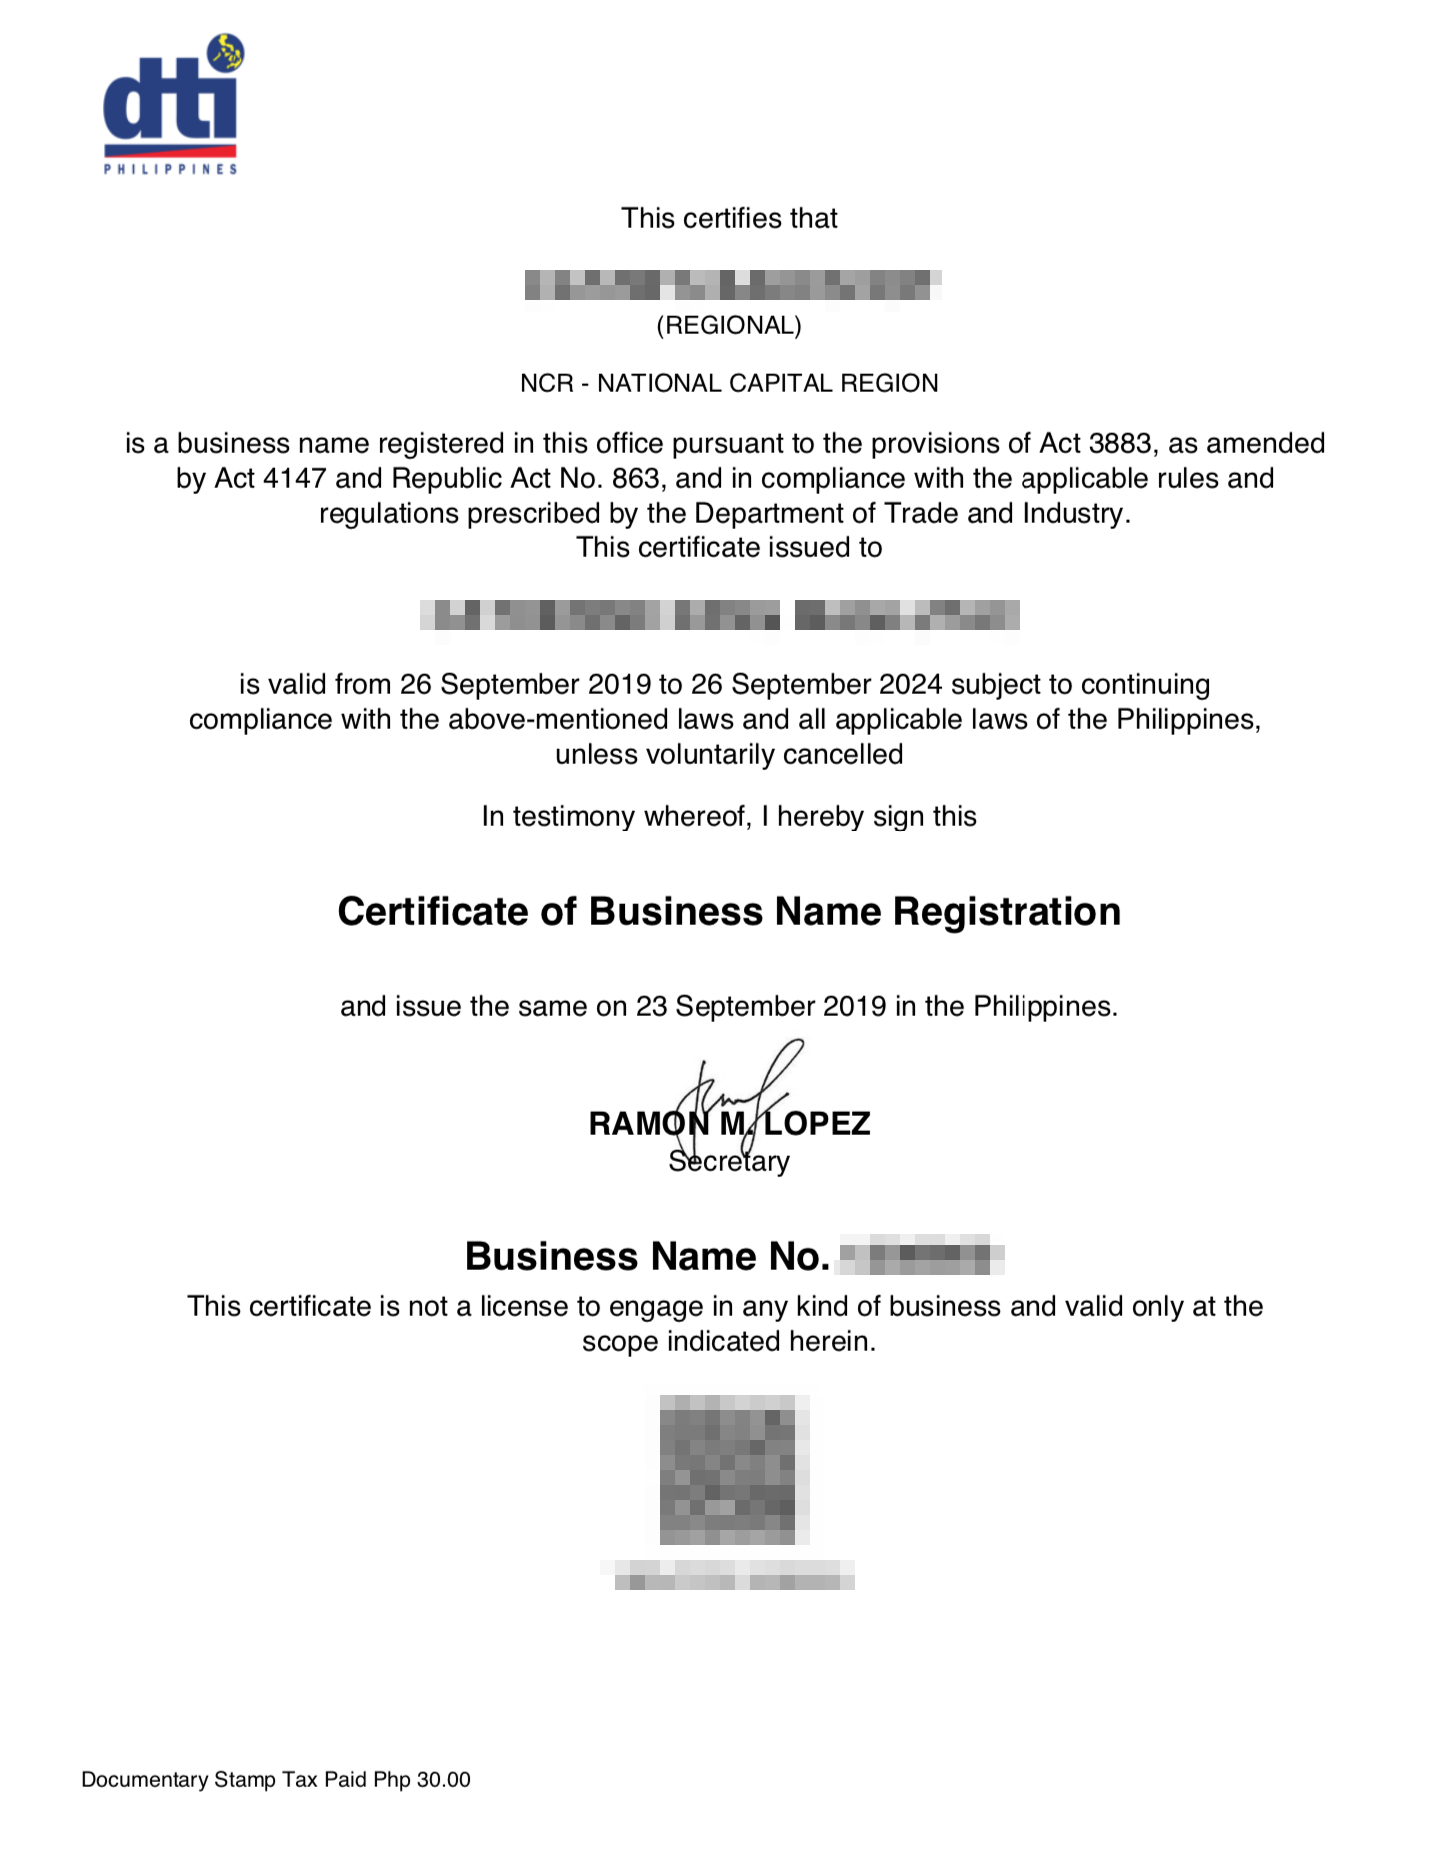 dti
PHILIPPINES
This certifies that
(REGIONAL)
NCR - NATIONAL CAPITAL REGION
is a business name registered in this office pursuant to the provisions of Act 3883, as amended
by Act 4147 and Republic Act No. 863, and in compliance with the applicable rules and
regulations prescribed by the Department of Trade and Industry.
This certificate issued to
is valid from 26 September 2019 to 26 September 2024 subject to continuing
compliance with the above-mentioned laws and all applicable laws of the Philippines,
unless voluntarily cancelled
In testimony whereof, I hereby sign this
Certificate of Business Name Registration
and issue the same on 23 September 2019 in the Philippines.
RAMON M. LOPEZ
Secretary
Business Name No.
This certificate is not a license to engage in any kind of business and valid only at the
scope indicated herein.
Documentary Stamp Tax Paid Php 30.00